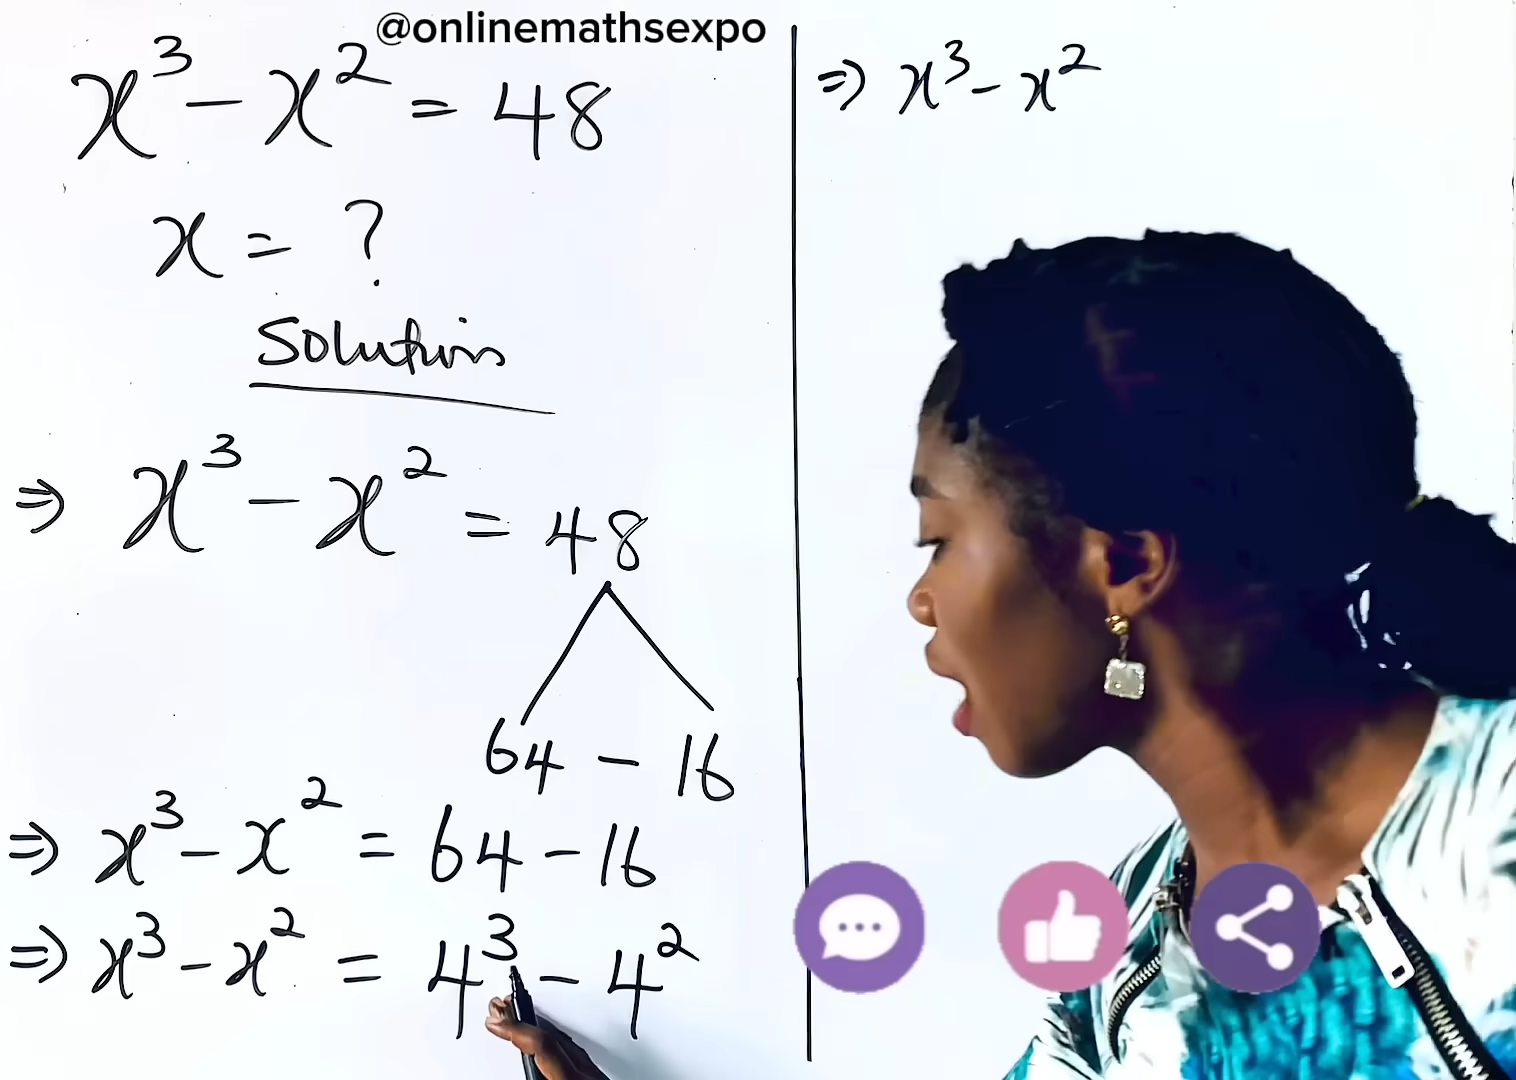 @onlinemathsexpo
x³ - x² = 48
x = ?
Solution
⇒ x³ - x² = 48
64 - 16
⇒ x³ - x² = 64 - 16
⇒ x³ - x² = 4³ - 4²
⇒ x³ - x²